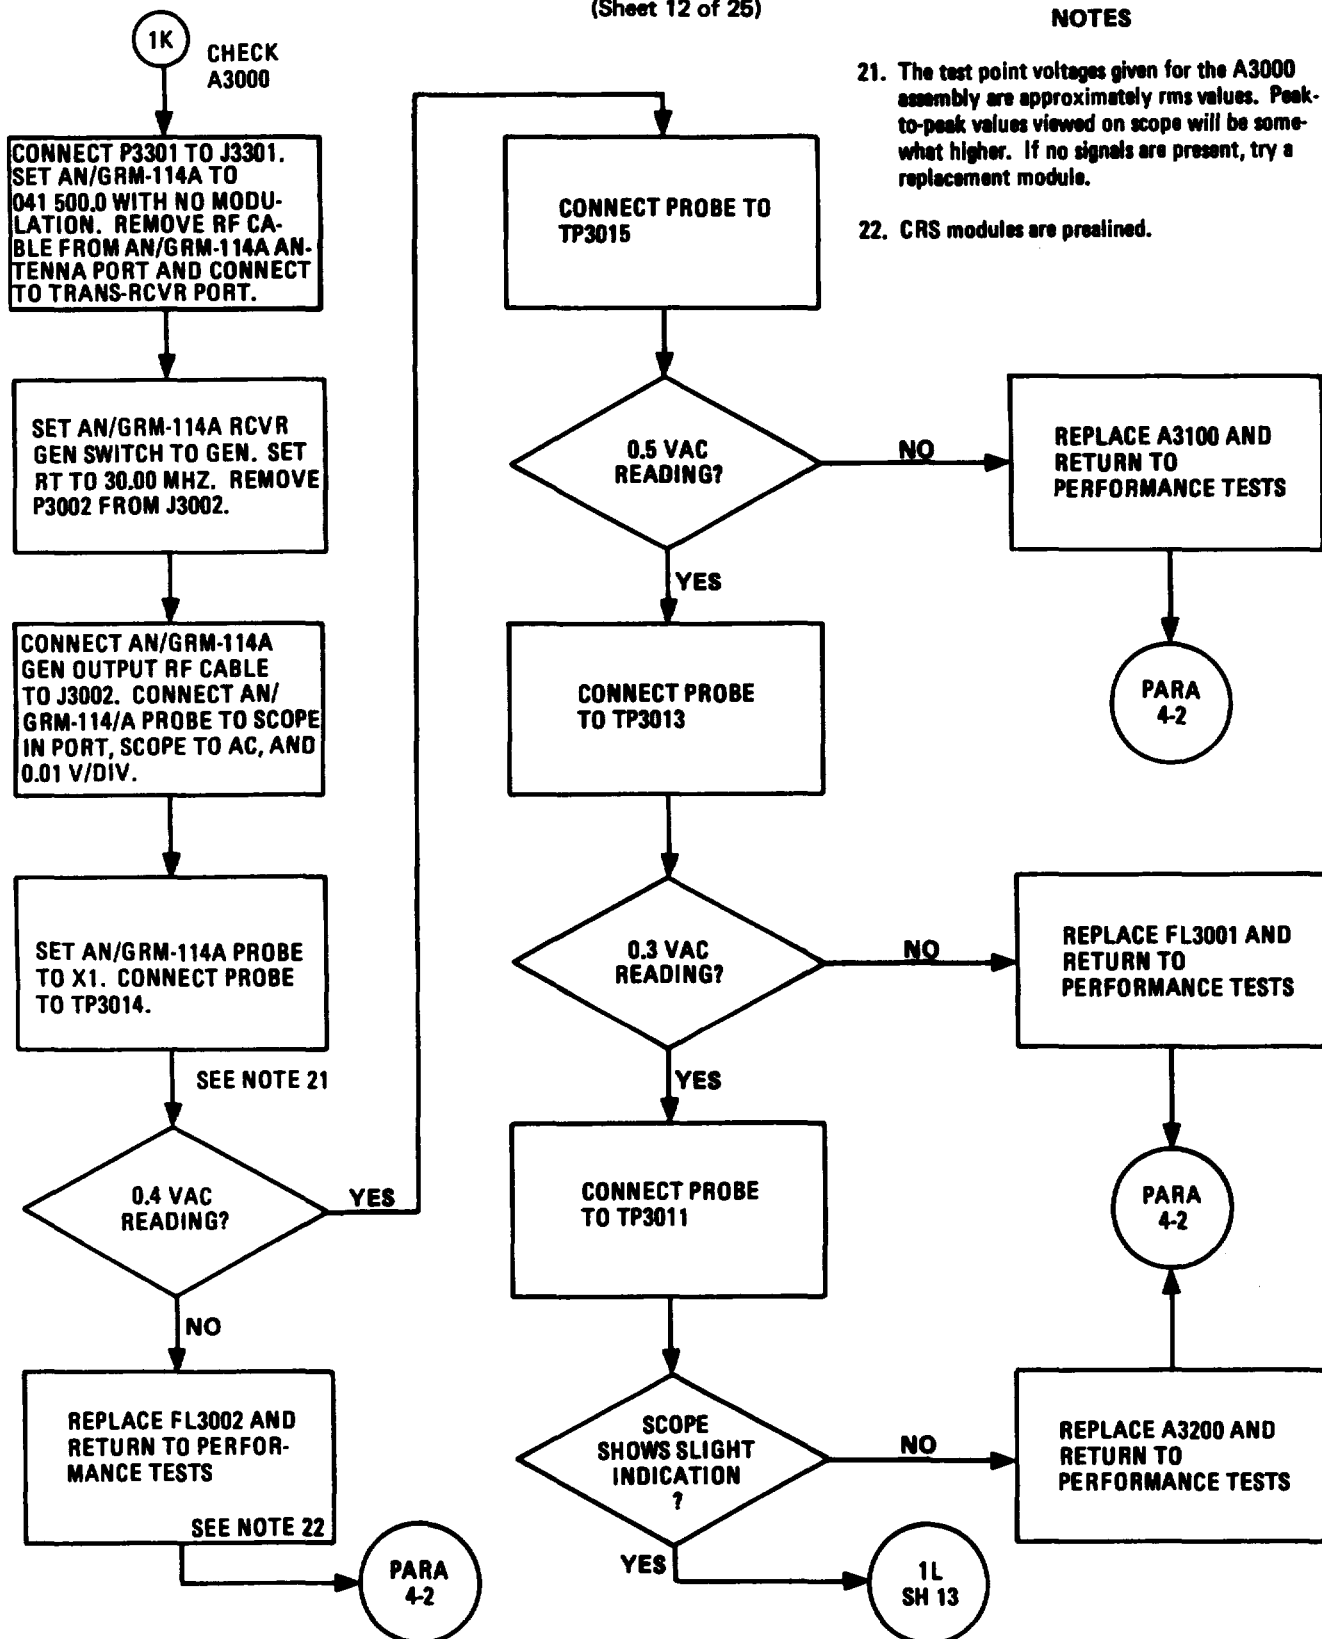 (Sheet 12 of 25)
1K
CHECK
A3000
CONNECT P3301 TO J3301.
SET AN/GRM-114A TO
041 500.0 WITH NO MODU-
LATION. REMOVE RF CA-
BLE FROM AN/GRM-114A AN-
TENNA PORT AND CONNECT
TO TRANS-RCVR PORT.
SET AN/GRM-114A RCVR
GEN SWITCH TO GEN. SET
RT TO 30.00 MHZ. REMOVE
P3002 FROM J3002.
CONNECT AN/GRM-114A
GEN OUTPUT RF CABLE
TO J3002. CONNECT AN/
GRM-114/A PROBE TO SCOPE
IN PORT, SCOPE TO AC, AND
0.01 V/DIV.
SET AN/GRM-114A PROBE
TO X1. CONNECT PROBE
TO TP3014.
SEE NOTE 21
0.4 VAC
READING?
YES
NO
REPLACE FL3002 AND
RETURN TO PERFOR-
MANCE TESTS
SEE NOTE 22
PARA
4-2
CONNECT PROBE TO
TP3015
0.5 VAC
READING?
NO
YES
REPLACE A3100 AND
RETURN TO
PERFORMANCE TESTS
PARA
4-2
CONNECT PROBE
TO TP3013
0.3 VAC
READING?
NO
YES
REPLACE FL3001 AND
RETURN TO
PERFORMANCE TESTS
PARA
4-2
CONNECT PROBE
TO TP3011
SCOPE
SHOWS SLIGHT
INDICATION
?
NO
YES
REPLACE A3200 AND
RETURN TO
PERFORMANCE TESTS
1L
SH 13
NOTES
21. The test point voltages given for the A3000
assembly are approximately rms values. Peak-
to-peak values viewed on scope will be some-
what higher. If no signals are present, try a
replacement module.
22. CRS modules are prealined.